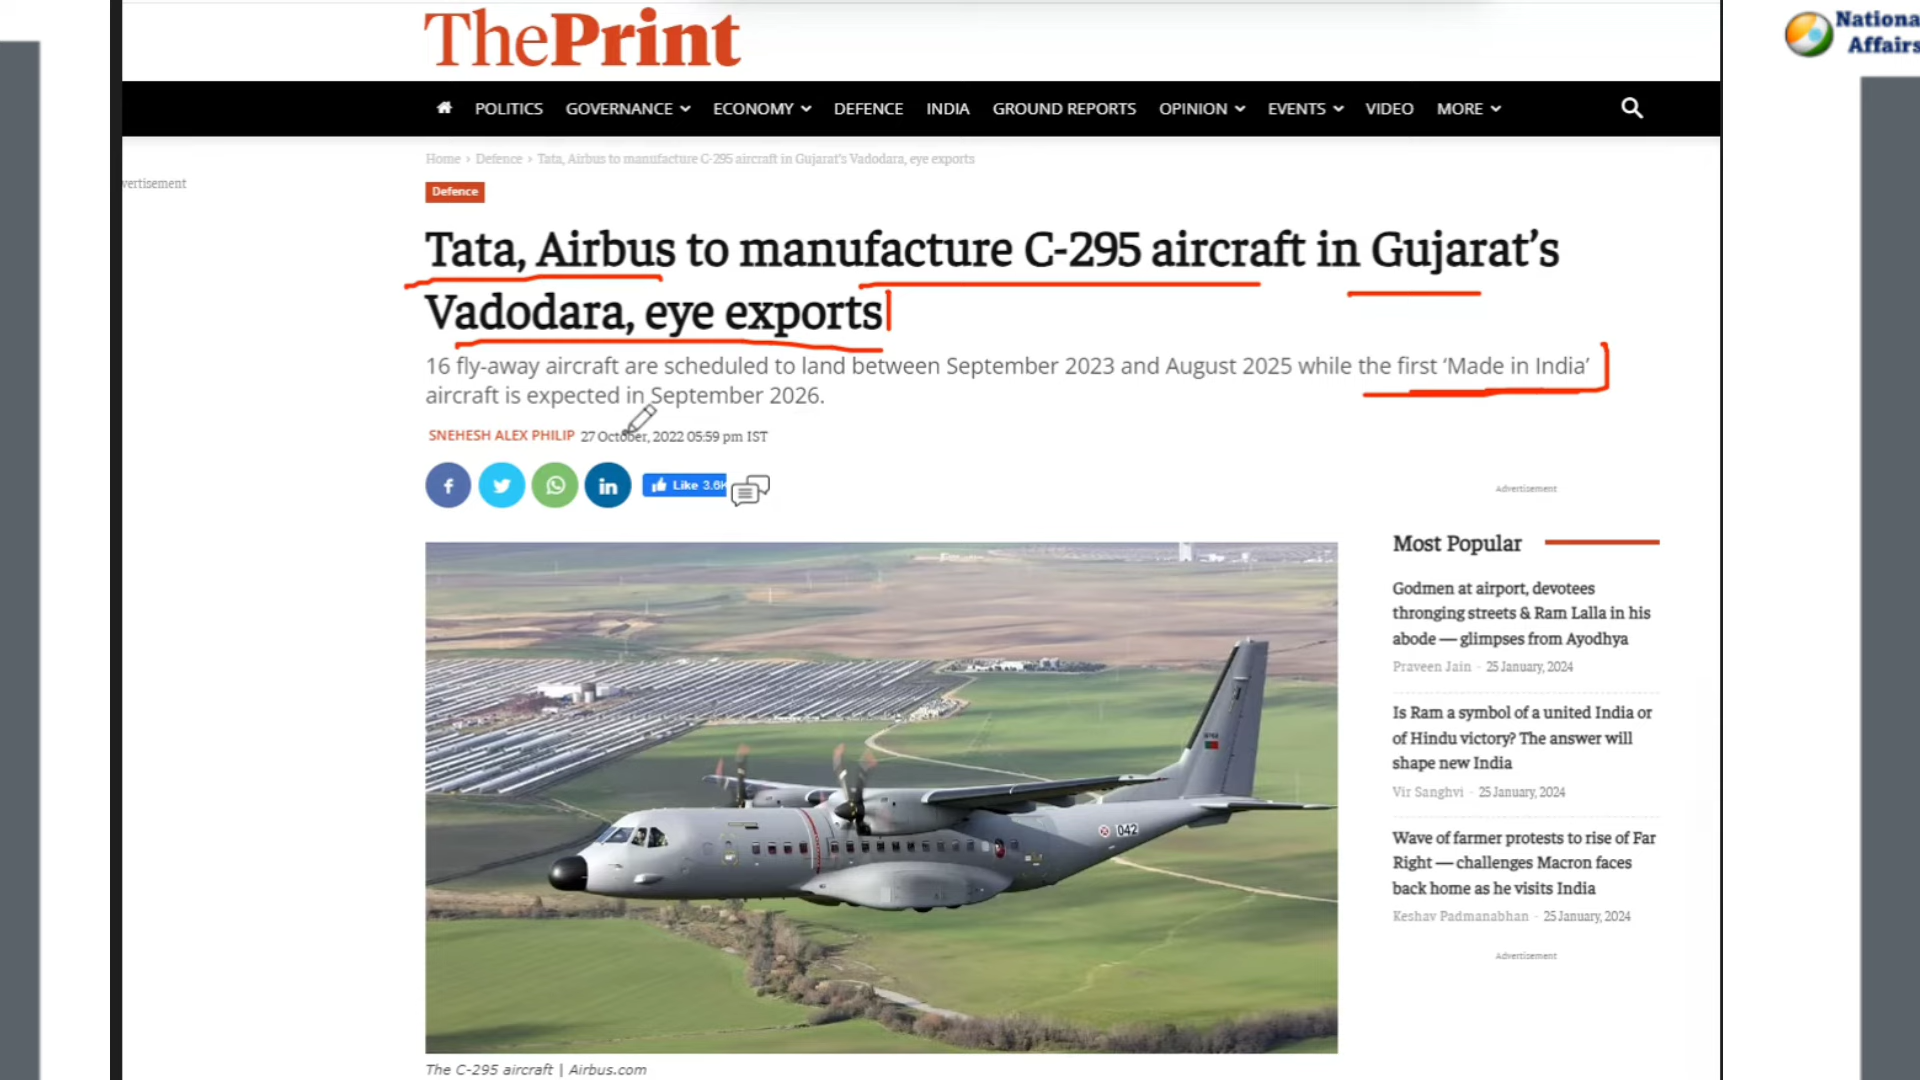 ThePrint
National
Affairs
POLITICS GOVERNANCE ECONOMY DEFENCE INDIA GROUND REPORTS OPINION EVENTS VIDEO MORE
Home › Defence › Tata, Airbus to manufacture C-295 aircraft in Gujarat's Vadodara, eye exports
vertisement
Defence
Tata, Airbus to manufacture C-295 aircraft in Gujarat’s
Vadodara, eye exports
16 fly-away aircraft are scheduled to land between September 2023 and August 2025 while the first ‘Made in India’
aircraft is expected in September 2026.
SNEHESH ALEX PHILIP 27 October, 2022 05:59 pm IST
f in Like 3.6K
Advertisement
Most Popular
Godmen at airport, devotees
thronging streets & Ram Lalla in his
abode — glimpses from Ayodhya
Praveen Jain - 25 January, 2024
Is Ram a symbol of a united India or
of Hindu victory? The answer will
shape new India
Vir Sanghvi - 25 January, 2024
Wave of farmer protests to rise of Far
Right — challenges Macron faces
back home as he visits India
Keshav Padmanabhan - 25 January, 2024
Advertisement
042
The C-295 aircraft | Airbus.com